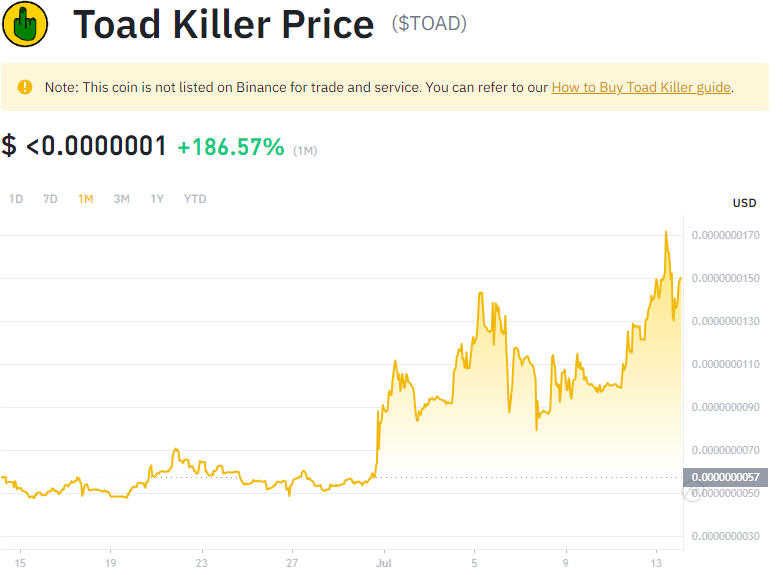 Toad Killer Price ($TOAD)
Note: This coin is not listed on Binance for trade and service. You can refer to our How to Buy Toad Killer guide.
$ <0.0000001 +186.57% (1M)
1D 7D 1M 3M 1Y YTD
USD
0.0000000170
0.0000000150
0.0000000130
0.0000000110
0.0000000090
0.0000000070
0.0000000057
0.0000000050
0.0000000030
15 19 23 27 Jul 5 9 13